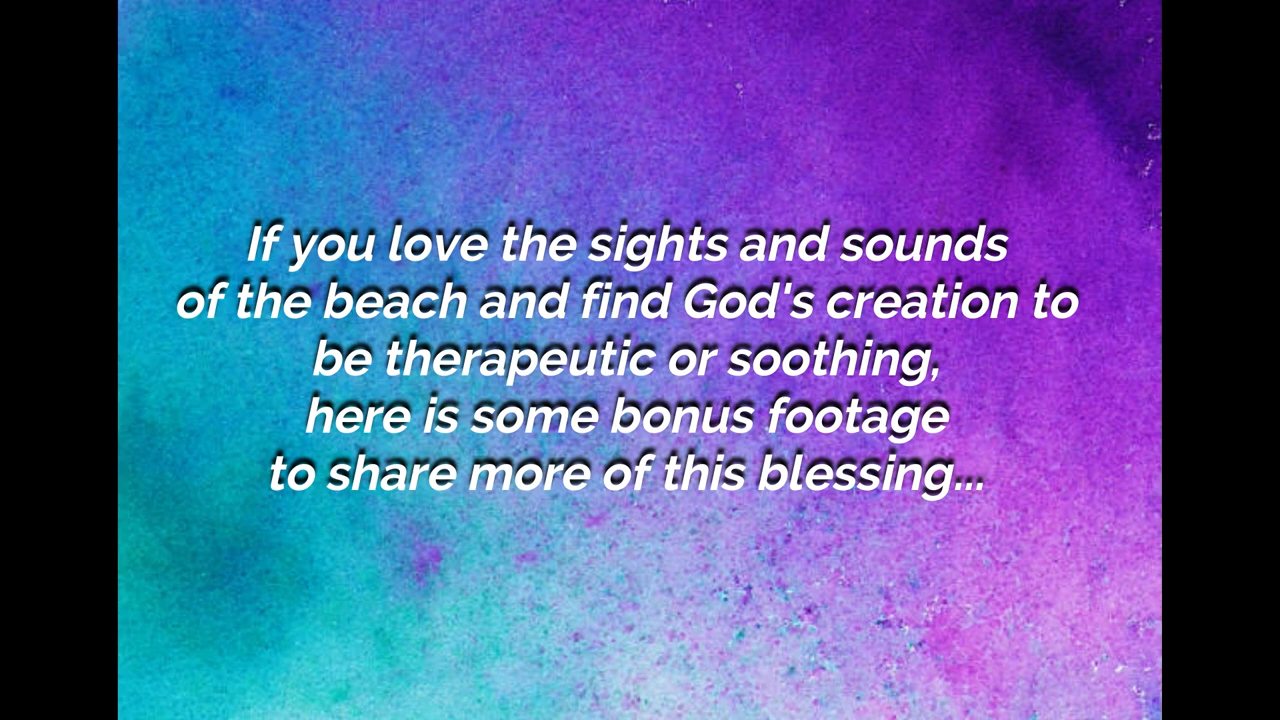 If you love the sights and sounds
of the beach and find God's creation to
be therapeutic or soothing,
here is some bonus footage
to share more of this blessing...